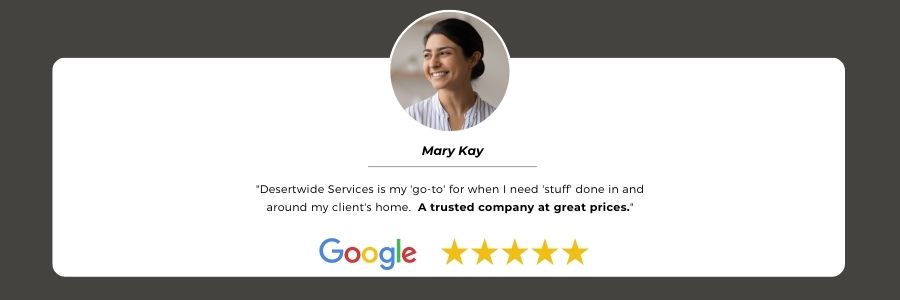 Mary Kay
"Desertwide Services is my 'go-to' for when I need 'stuff' done in and
around my client's home.  A trusted company at great prices."
Google